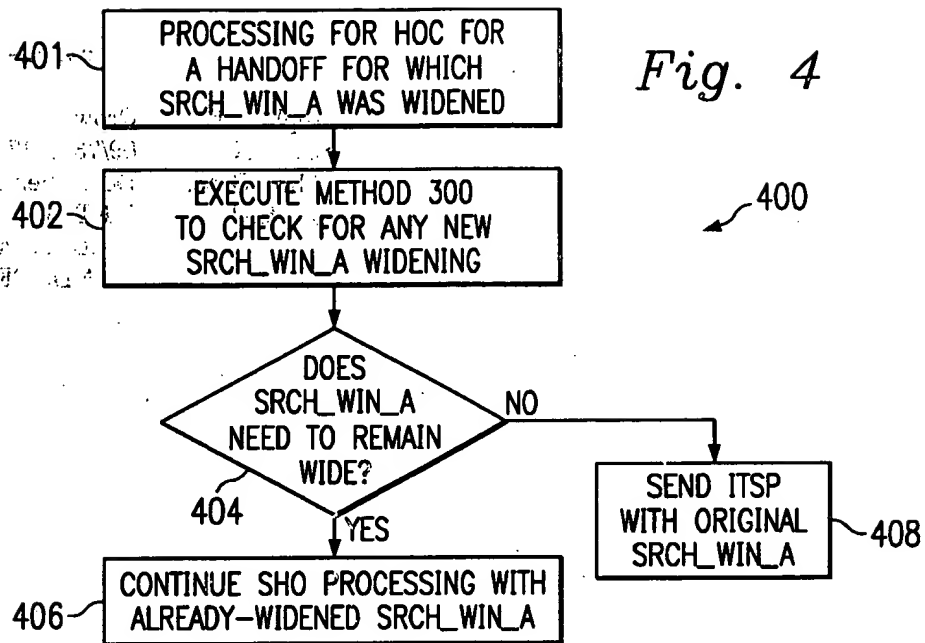 401
PROCESSING FOR HOC FOR
A HANDOFF FOR WHICH
SRCH_WIN_A WAS WIDENED
Fig. 4
402
EXECUTE METHOD 300
TO CHECK FOR ANY NEW
SRCH_WIN_A WIDENING
400
DOES
SRCH_WIN_A
NEED TO REMAIN
WIDE?
NO
404
YES
SEND ITSP
WITH ORIGINAL
SRCH_WIN_A
408
406
CONTINUE SHO PROCESSING WITH
ALREADY-WIDENED SRCH_WIN_A